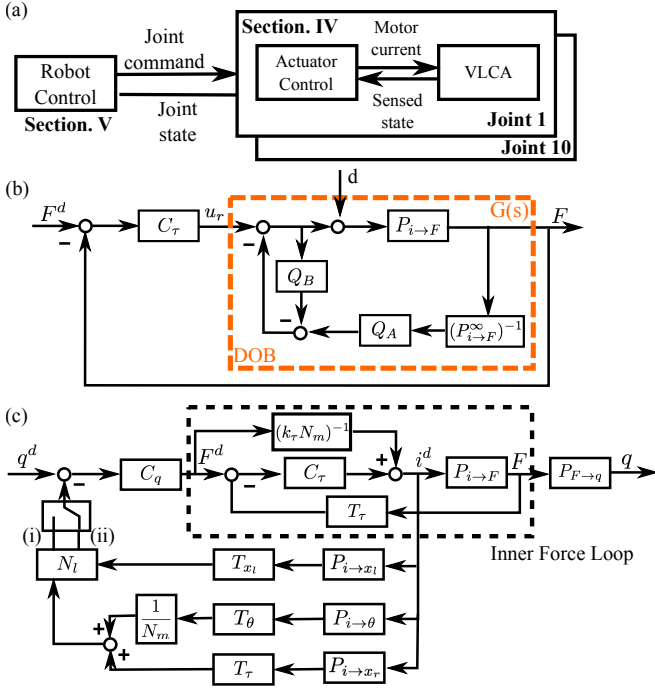 (a)
Robot
Control
Section. V
Joint
command
Joint
state
Section. IV
Actuator
Control
Motor
current
Sensed
state
VLCA
Joint 1
Joint 10
(b)
d
G(s)
F^d
−
C_τ
u_r
−
P_{i→F}
F
Q_B
−
Q_A
(P^∞_{i→F})^{-1}
DOB
(c)
(k_τ N_m)^{-1}
q^d
−
C_q
F^d
−
C_τ
+
i^d
P_{i→F}
F
P_{F→q}
q
T_τ
(i)
(ii)
Inner Force Loop
N_l
T_{x_l}
P_{i→x_l}
1
N_m
T_θ
P_{i→θ}
+
+
T_τ
P_{i→x_r}